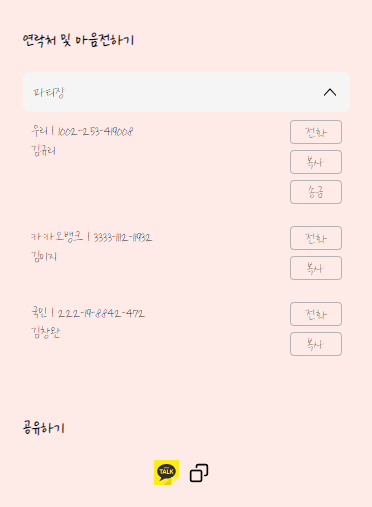 연락처 및 마음전하기
파티장
우리 | 1002-253-419008
전화
김규리
복사
송금
카카오뱅크 | 3333-1112-11932
전화
김이지
복사
국민 | 222-19-8842-472
전화
김창완
복사
공유하기
TALK